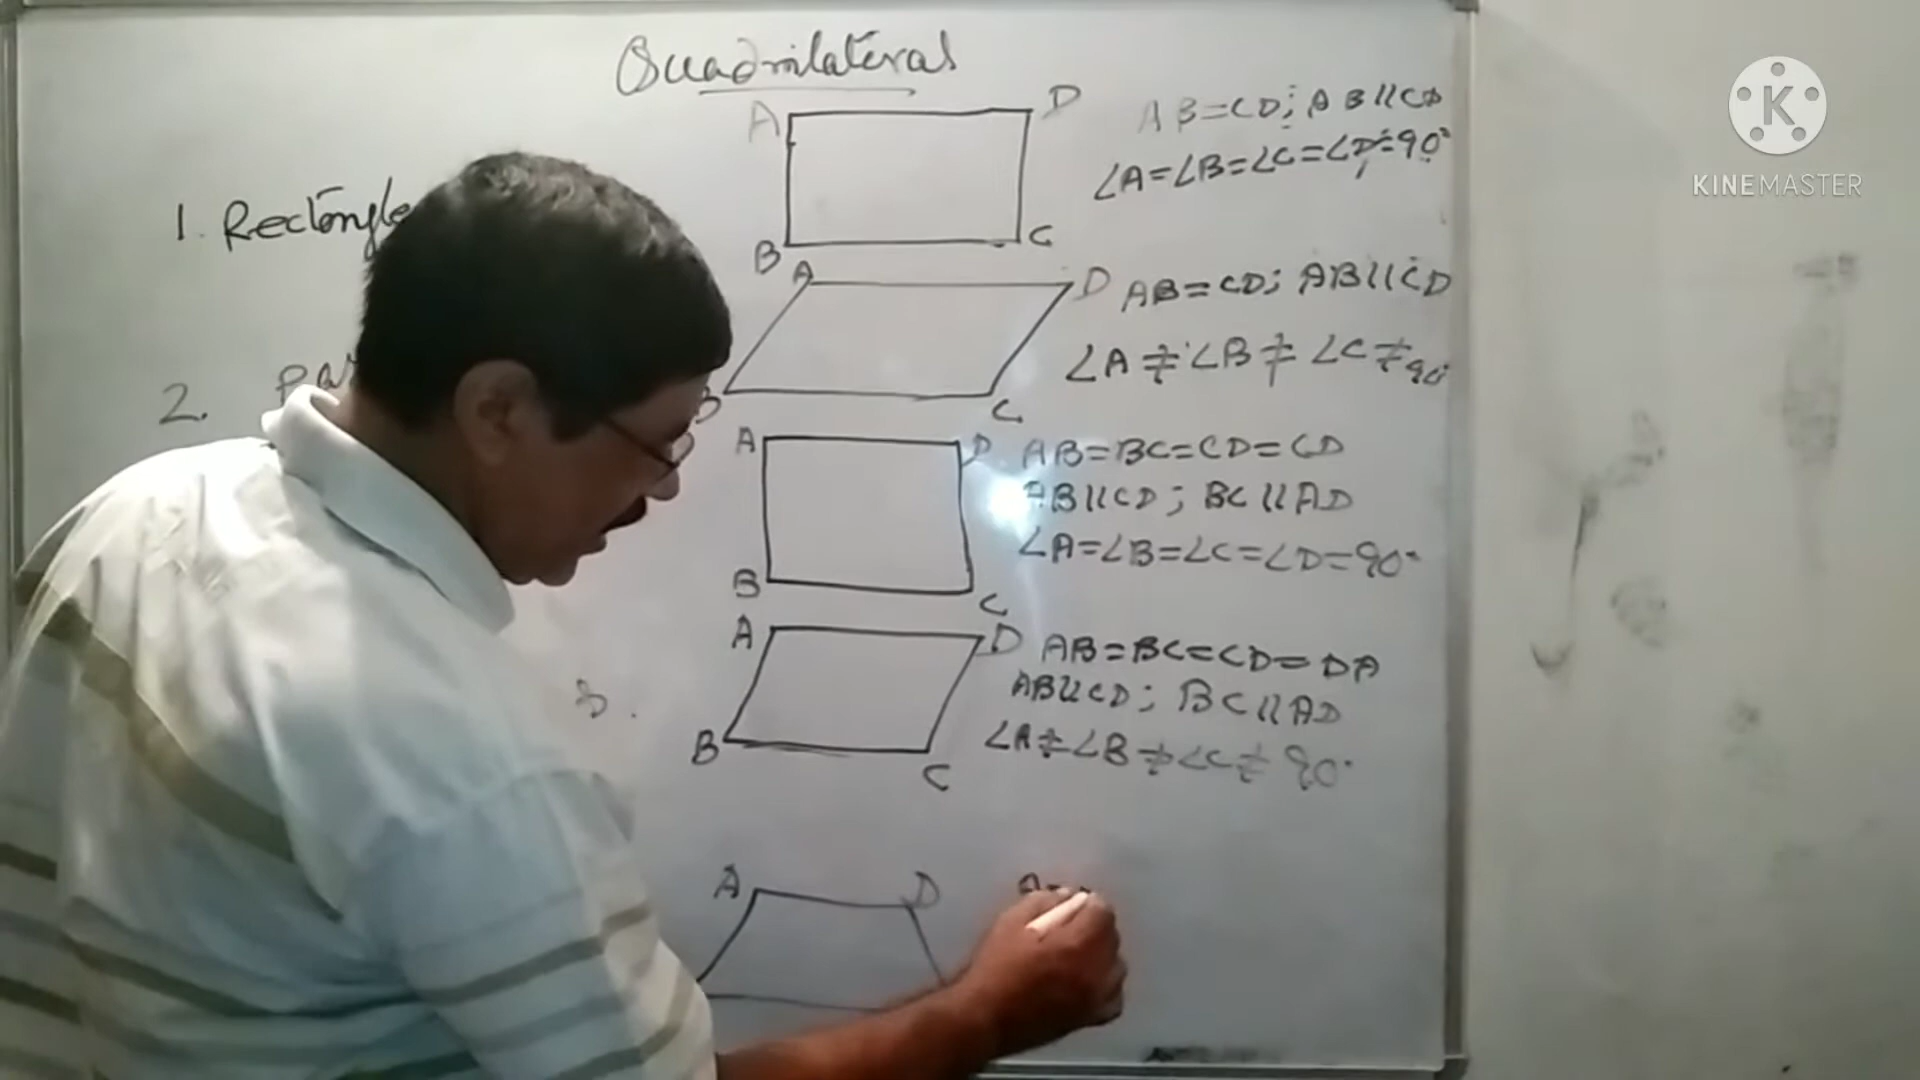 Quadrilateral
A D AB=CD; AB//CD
∠A=∠B=∠C=∠D=90°
KINEMASTER
1. Rectangle
B C
A D AB=CD; AB//CD
∠A≠∠B≠∠C≠90
2. Par
B C
A D AB=BC=CD=CD
AB//CD; BC//AD
∠A=∠B=∠C=∠D=90°
B C
A D AB=BC=CD=DA
AB//CD; BC//AD
B ∠A≠∠B≠∠C≠90°
C
A D A